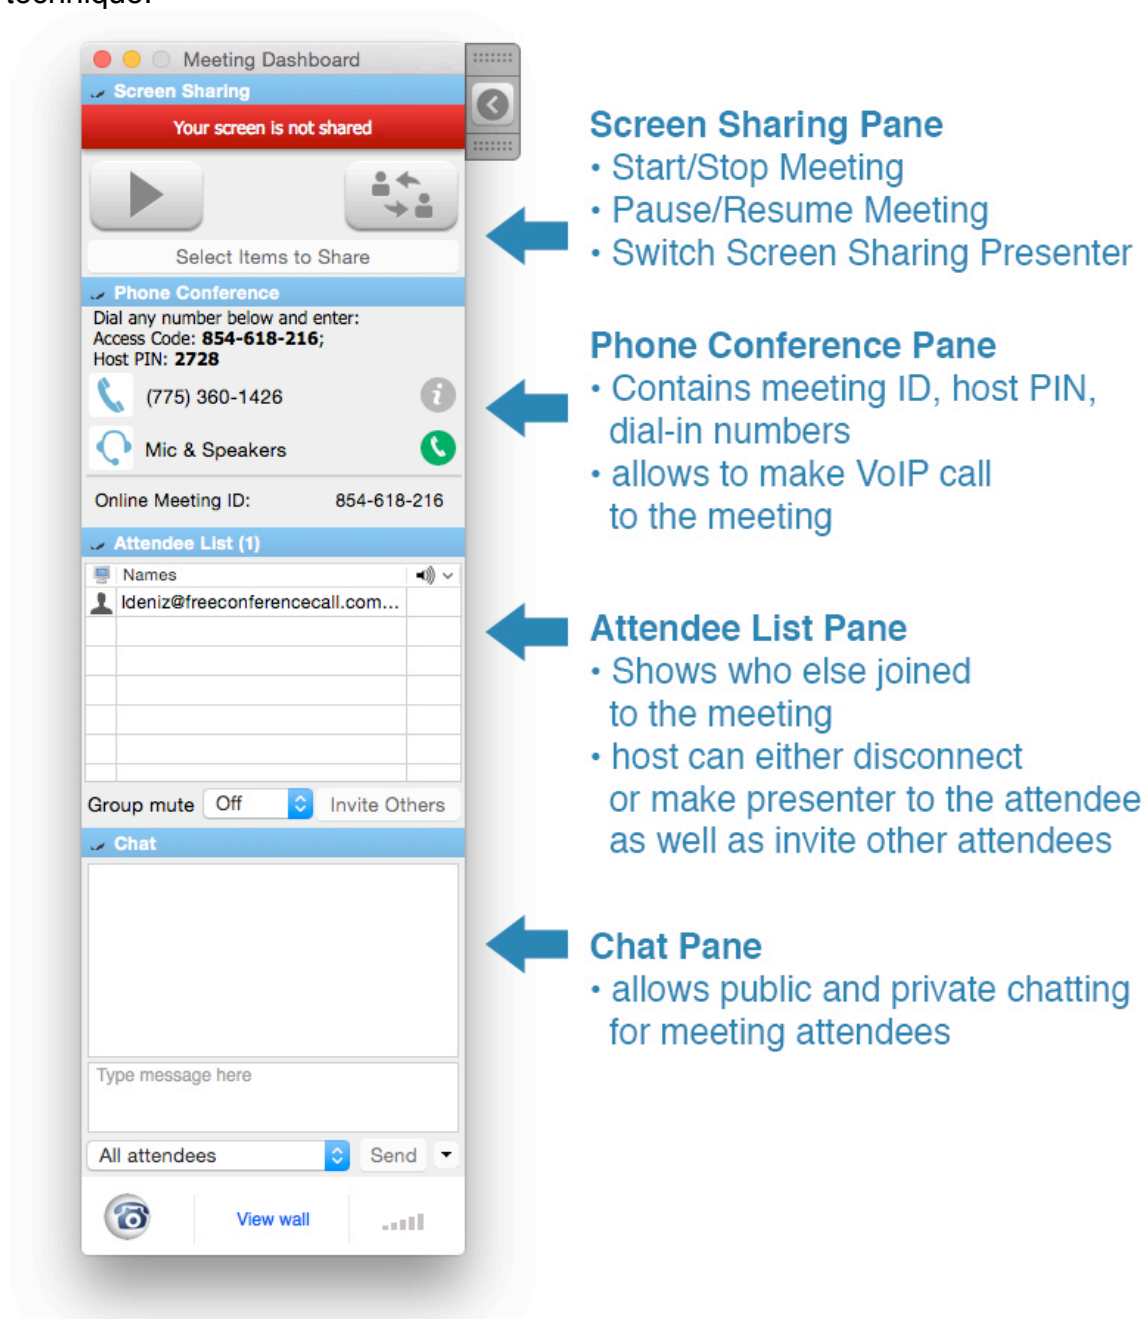 Meeting Dashboard
Screen Sharing
Your screen is not shared
Select Items to Share
Phone Conference
Dial any number below and enter:
Access Code: 854-618-216;
Host PIN: 2728
(775) 360-1426
Mic & Speakers
Online Meeting ID: 854-618-216
Attendee List (1)
Names
ldeniz@freeconferencecall.com...
Group mute Off Invite Others
Chat
Type message here
All attendees Send
View wall
Screen Sharing Pane
• Start/Stop Meeting
• Pause/Resume Meeting
• Switch Screen Sharing Presenter
Phone Conference Pane
• Contains meeting ID, host PIN,
dial-in numbers
• allows to make VoIP call
to the meeting
Attendee List Pane
• Shows who else joined
to the meeting
• host can either disconnect
or make presenter to the attendee
as well as invite other attendees
Chat Pane
• allows public and private chatting
for meeting attendees